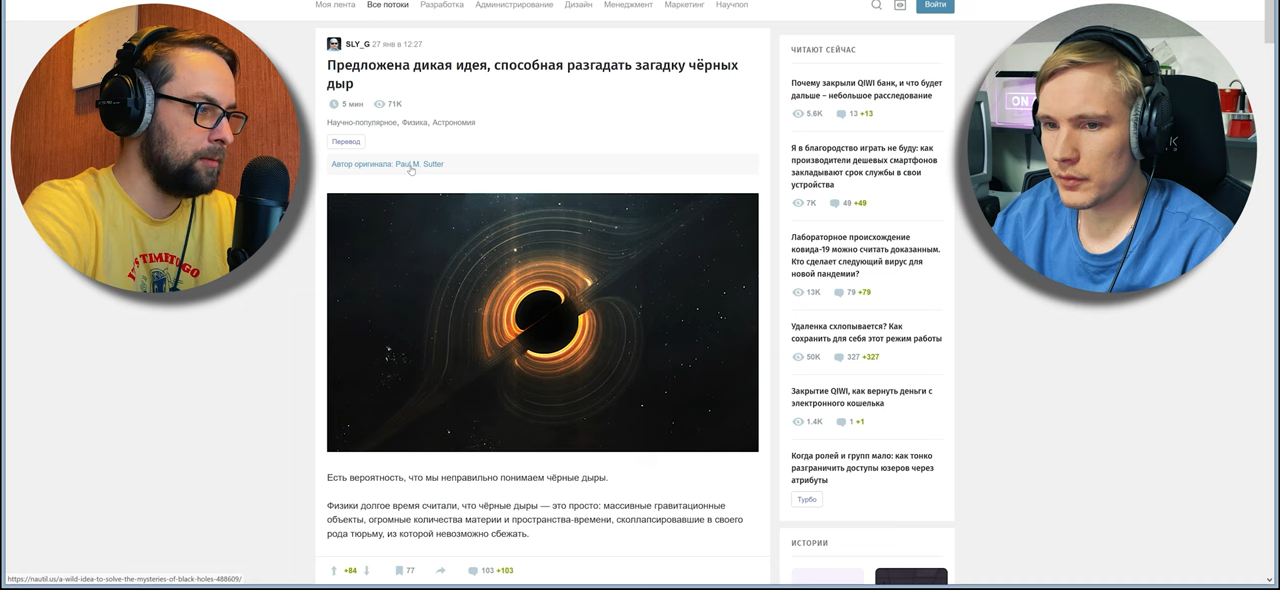 Моя лента Все потоки Разработка Администрирование Дизайн Менеджмент Маркетинг Научпоп Войти
SLY_G 27 янв в 12:27
Предложена дикая идея, способная разгадать загадку чёрных
дыр
5 мин 71K
Научно-популярное, Физика, Астрономия
Перевод
Автор оригинала: Paul M. Sutter
Есть вероятность, что мы неправильно понимаем чёрные дыры.
Физики долгое время считали, что чёрные дыры — это просто: массивные гравитационные
объекты, огромные количества материи и пространства-времени, сколлапсировавшие в своего
рода тюрьму, из которой невозможно сбежать.
+84 77 103 +103
ЧИТАЮТ СЕЙЧАС
Почему закрыли QIWI банк, и что будет
дальше – небольшое расследование
5.6K 13 +13
Я в благородство играть не буду: как
производители дешевых смартфонов
закладывают срок службы в свои
устройства
7K 49 +49
Лабораторное происхождение
ковида-19 можно считать доказанным.
Кто сделает следующий вирус для
новой пандемии?
13K 79 +79
Удаленка схлопывается? Как
сохранить для себя этот режим работы
50K 327 +327
Закрытие QIWI, как вернуть деньги с
электронного кошелька
1.4K 1 +1
Когда ролей и групп мало: как тонко
разграничить доступы юзеров через
атрибуты
Турбо
ИСТОРИИ
https://nautil.us/a-wild-idea-to-solve-the-mysteries-of-black-holes-488609/
IT'S TIME TO GO
ON